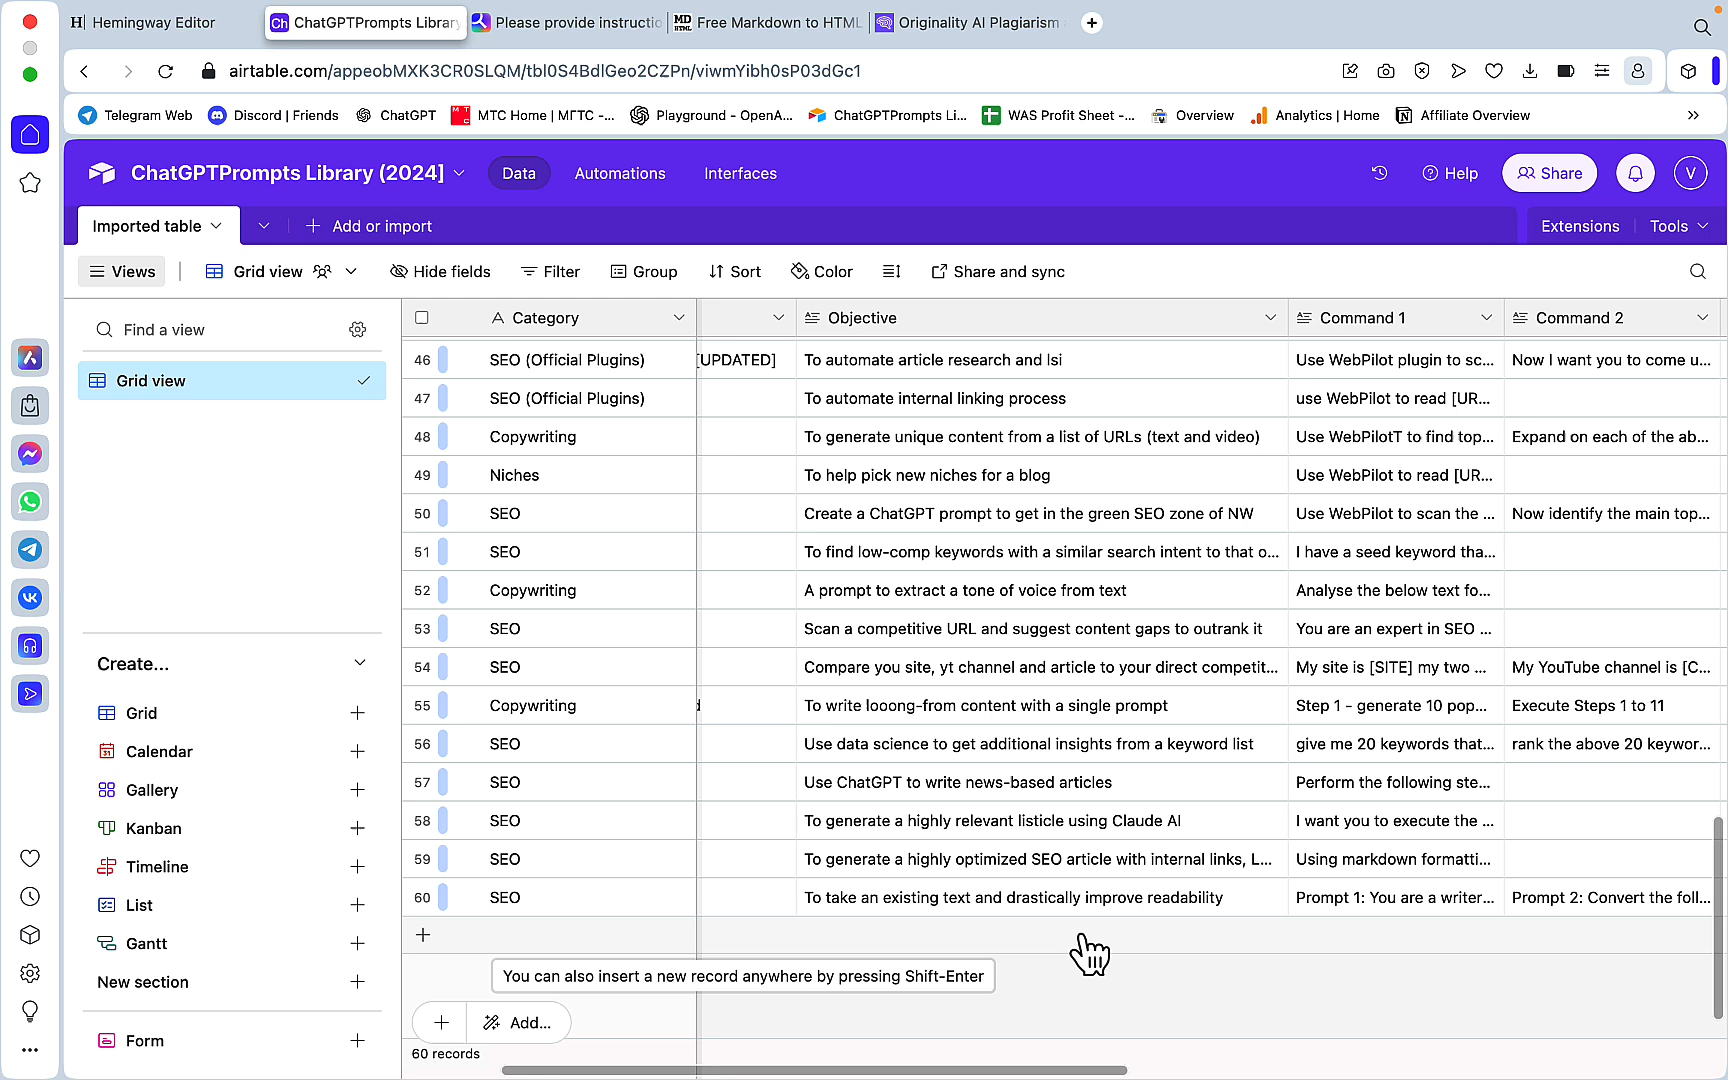 Hemingway Editor
Ch ChatGPTPrompts Library
Please provide instructio
MD HTML Free Markdown to HTML
Originality AI Plagiarism
airtable.com/appeobMXK3CR0SLQM/tbl0S4BdlGeo2CZPn/viwmYibh0sP03dGc1
Telegram Web
Discord | Friends
ChatGPT
МТС Home | МГТС -...
Playground - OpenA...
ChatGPTPrompts Li...
WAS Profit Sheet -...
Overview
Analytics | Home
Affiliate Overview
ChatGPTPrompts Library (2024]
Data
Automations
Interfaces
Help
Share
V
Imported table
Add or import
Extensions
Tools
Views
Grid view
Hide fields
Filter
Group
Sort
Color
Share and sync
Find a view
Grid view
Create...
Grid
Calendar
Gallery
Kanban
Timeline
List
Gantt
New section
Form
Category Objective Command 1 Command 2
46 SEO (Official Plugins) [UPDATED] To automate article research and lsi Use WebPilot plugin to sc... Now I want you to come u...
47 SEO (Official Plugins) To automate internal linking process use WebPilot to read [UR...
48 Copywriting To generate unique content from a list of URLs (text and video) Use WebPilotT to find top... Expand on each of the ab...
49 Niches To help pick new niches for a blog Use WebPilot to read [UR...
50 SEO Create a ChatGPT prompt to get in the green SEO zone of NW Use WebPilot to scan the ... Now identify the main top...
51 SEO To find low-comp keywords with a similar search intent to that o... I have a seed keyword tha...
52 Copywriting A prompt to extract a tone of voice from text Analyse the below text fo...
53 SEO Scan a competitive URL and suggest content gaps to outrank it You are an expert in SEO ...
54 SEO Compare you site, yt channel and article to your direct competit... My site is [SITE] my two ... My YouTube channel is [C...
55 Copywriting d To write looong-from content with a single prompt Step 1 - generate 10 pop... Execute Steps 1 to 11
56 SEO Use data science to get additional insights from a keyword list give me 20 keywords that... rank the above 20 keywor...
57 SEO Use ChatGPT to write news-based articles Perform the following ste...
58 SEO To generate a highly relevant listicle using Claude AI I want you to execute the ...
59 SEO To generate a highly optimized SEO article with internal links, L... Using markdown formatti...
60 SEO To take an existing text and drastically improve readability Prompt 1: You are a writer... Prompt 2: Convert the foll...
You can also insert a new record anywhere by pressing Shift-Enter
Add...
60 records